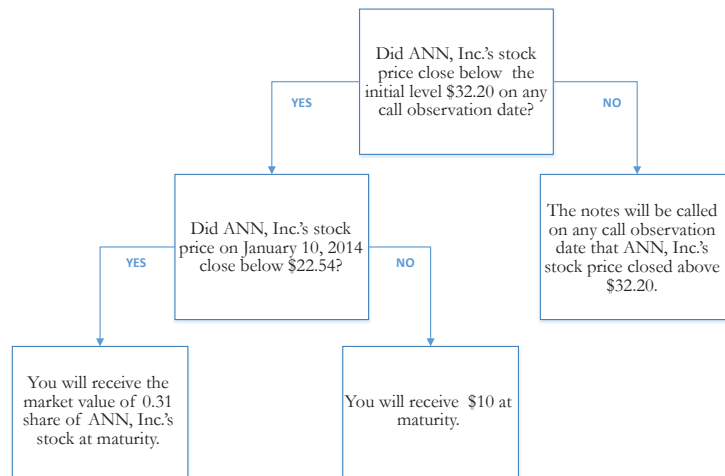 Did ANN, Inc.'s stock
price close below the
initial level $32.20 on any
call observation date?
YES
NO
Did ANN, Inc.'s stock
price on January 10, 2014
close below $22.54?
The notes will be called
on any call observation
date that ANN, Inc.'s
stock price closed above
$32.20.
YES
NO
You will receive the
market value of 0.31
share of ANN, Inc.'s
stock at maturity.
You will receive $10 at
maturity.